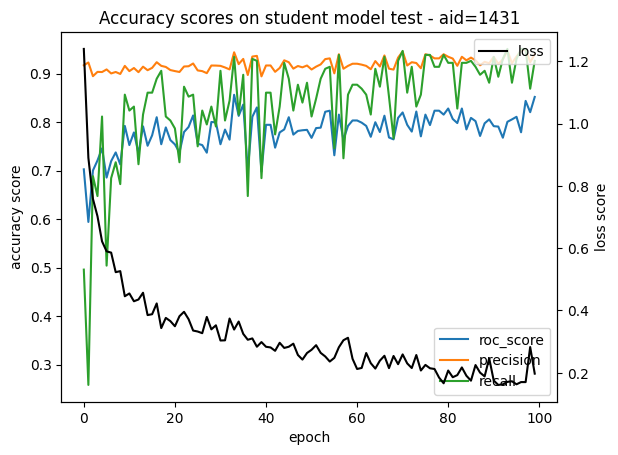 Accuracy scores on student model test - aid=1431
loss
accuracy score
0.9
0.8
0.7
0.6
0.5
0.4
0.3
1.2
1.0
0.8
0.6
0.4
0.2
loss score
roc_score
precision
recall
0
20
40
60
80
100
epoch